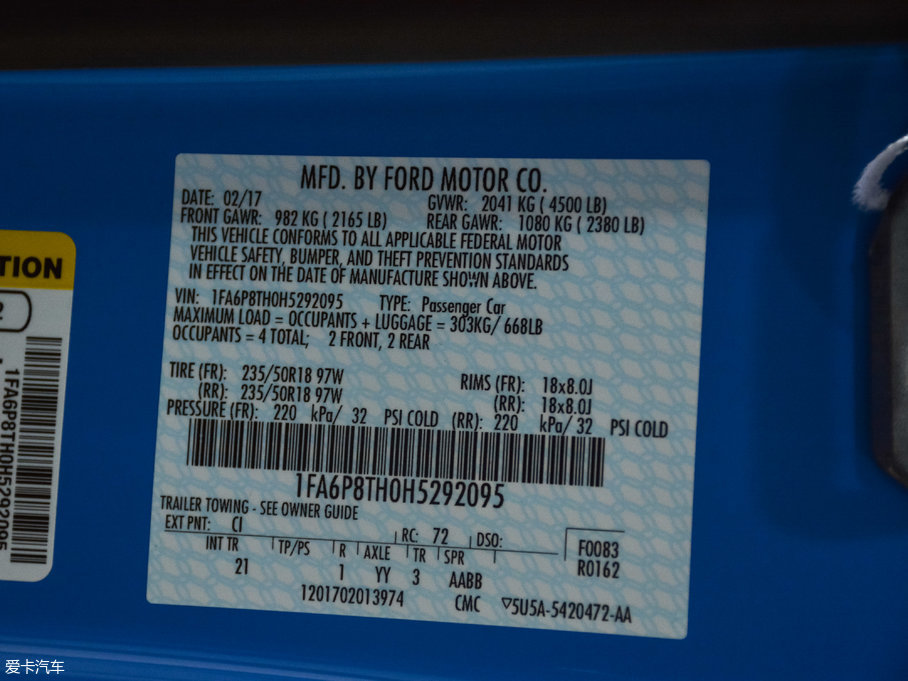 MFD. BY FORD MOTOR CO.
DATE: 02/17 GVWR: 2041 KG ( 4500 LB)
FRONT GAWR: 982 KG ( 2165 LB) REAR GAWR: 1080 KG ( 2380 LB)
THIS VEHICLE CONFORMS TO ALL APPLICABLE FEDERAL MOTOR
VEHICLE SAFETY, BUMPER, AND THEFT PREVENTION STANDARDS
IN EFFECT ON THE DATE OF MANUFACTURE SHOWN ABOVE.
VIN: 1FA6P8TH0H5292095 TYPE: Passenger Car
MAXIMUM LOAD = OCCUPANTS + LUGGAGE = 303KG/ 668LB
OCCUPANTS = 4 TOTAL; 2 FRONT, 2 REAR
TIRE (FR): 235/50R18 97W RIMS (FR): 18x8.0J
(RR): 235/50R18 97W (RR): 18x8.0J
PRESSURE (FR): 220 kPa/ 32 PSI COLD (RR): 220 kPa/ 32 PSI COLD
1FA6P8TH0H5292095
TRAILER TOWING - SEE OWNER GUIDE
EXT PNT: CI RC: 72 DSO: F0083
INT TR TP/PS R AXLE TR SPR R0162
21 1 YY 3 AABB
1201702013974 CMC ▽5U5A-5420472-AA
TION
2
1FA6P8TH0H5292095
爱卡汽车